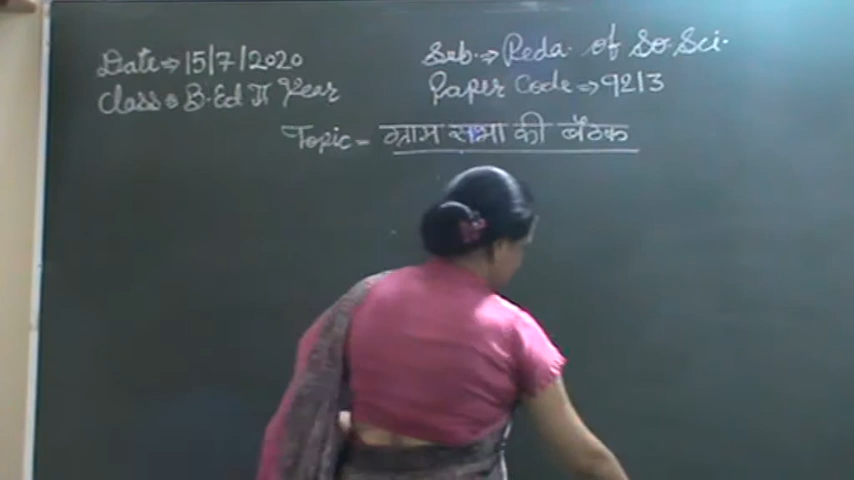 Date→ 15/7/2020
Sub.→ Peda. of So. Sci.
Class→ B.Ed II Year
Paper Code→ 9213
Topic = ग्राम सभा की बैठक